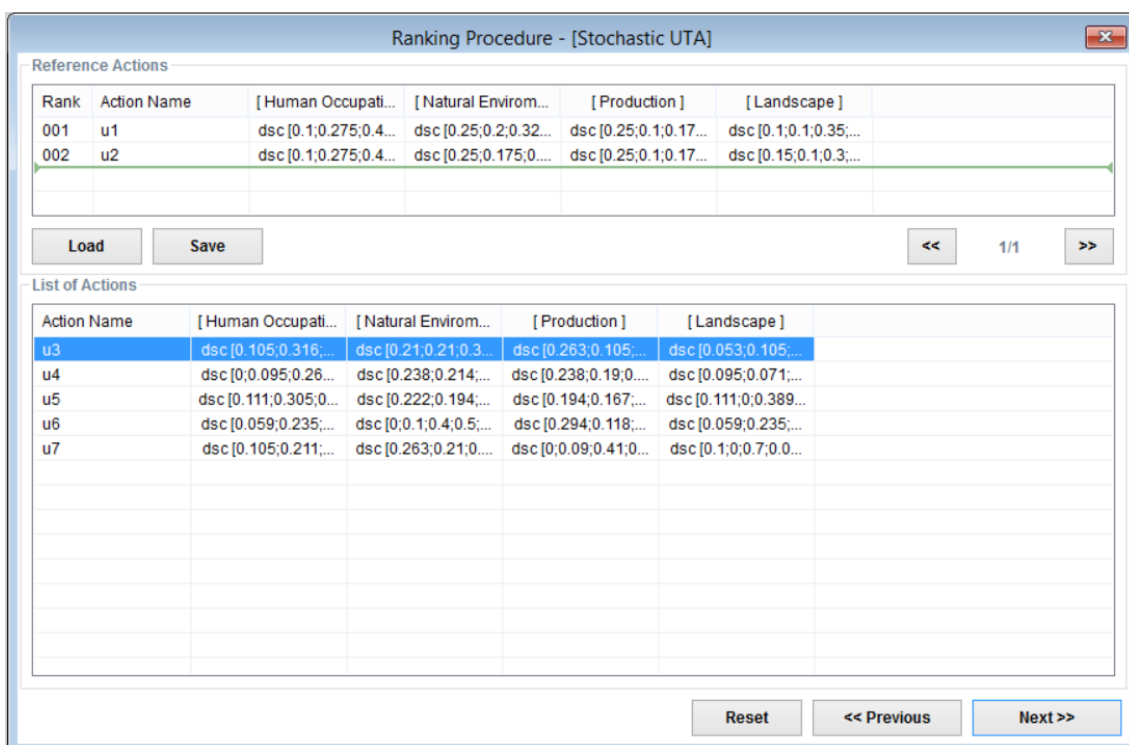 Ranking Procedure - [Stochastic UTA]
Reference Actions
Rank Action Name [ Human Occupati... [ Natural Envirom... [ Production ] [ Landscape ]
001 u1 dsc [0.1;0.275;0.4... dsc [0.25;0.2;0.32... dsc [0.25;0.1;0.17... dsc [0.1;0.1;0.35;...
002 u2 dsc [0.1;0.275;0.4... dsc [0.25;0.175;0.... dsc [0.25;0.1;0.17... dsc [0.15;0.1;0.3;...
Load Save << 1/1 >>
List of Actions
Action Name [ Human Occupati... [ Natural Envirom... [ Production ] [ Landscape ]
u3 dsc [0.105;0.316;... dsc [0.21;0.21;0.3... dsc [0.263;0.105;... dsc [0.053;0.105;...
u4 dsc [0;0.095;0.26... dsc [0.238;0.214;... dsc [0.238;0.19;0.... dsc [0.095;0.071;...
u5 dsc [0.111;0.305;0... dsc [0.222;0.194;... dsc [0.194;0.167;... dsc [0.111;0;0.389...
u6 dsc [0.059;0.235;... dsc [0;0.1;0.4;0.5;... dsc [0.294;0.118;... dsc [0.059;0.235;...
u7 dsc [0.105;0.211;... dsc [0.263;0.21;0.... dsc [0;0.09;0.41;0... dsc [0.1;0;0.7;0.0...
Reset << Previous Next >>